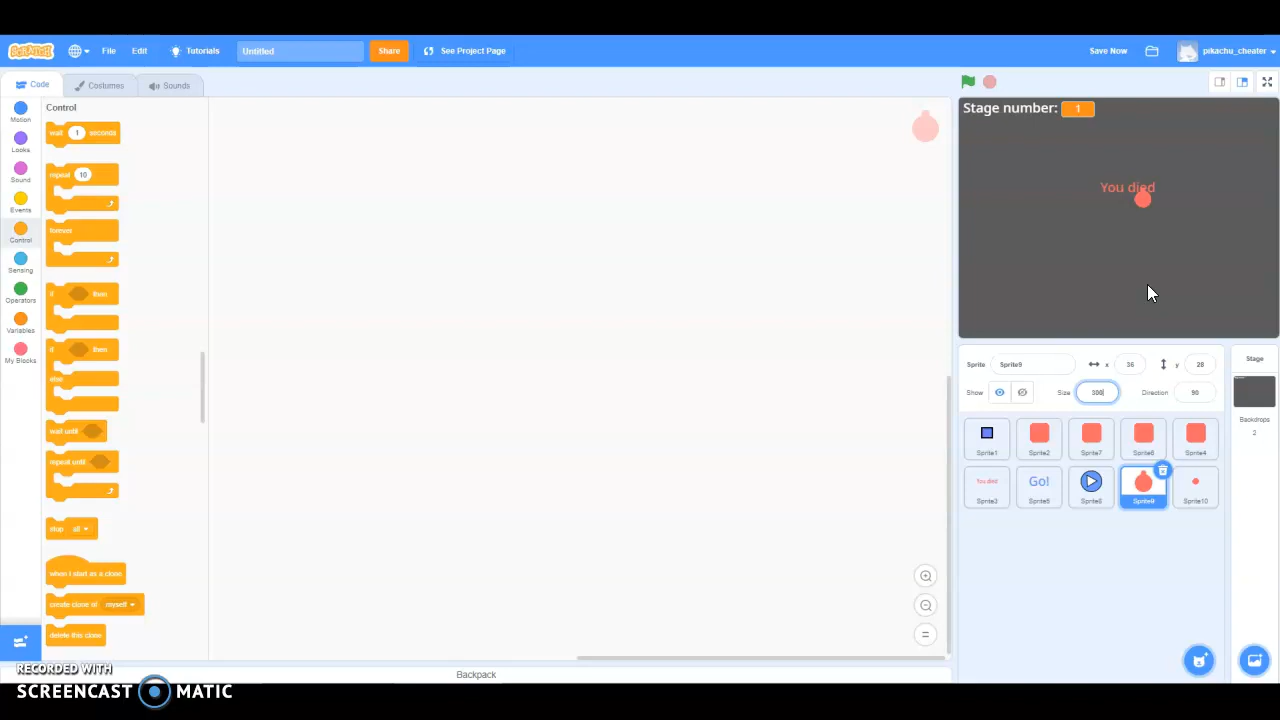 SCRATCH
File
Edit
Tutorials
Untitled
Share
See Project Page
Save Now
pikachu_cheater
Code
Costumes
Sounds
Motion
Looks
Sound
Events
Control
Sensing
Operators
Variables
My Blocks
Control
wait 1 seconds
repeat 10
forever
if then
if then
else
wait until
repeat until
stop all
when I start as a clone
create clone of myself
delete this clone
Backpack
Stage number: 1
You died
Sprite Sprite9 x 36 y 28
Show Size 300 Direction 90
Sprite1 Sprite2 Sprite7 Sprite6 Sprite4
You died Go!
Sprite3 Sprite5 Sprite8 Sprite9 Sprite10
Stage
Backdrops
2
RECORDED WITH
SCREENCAST MATIC